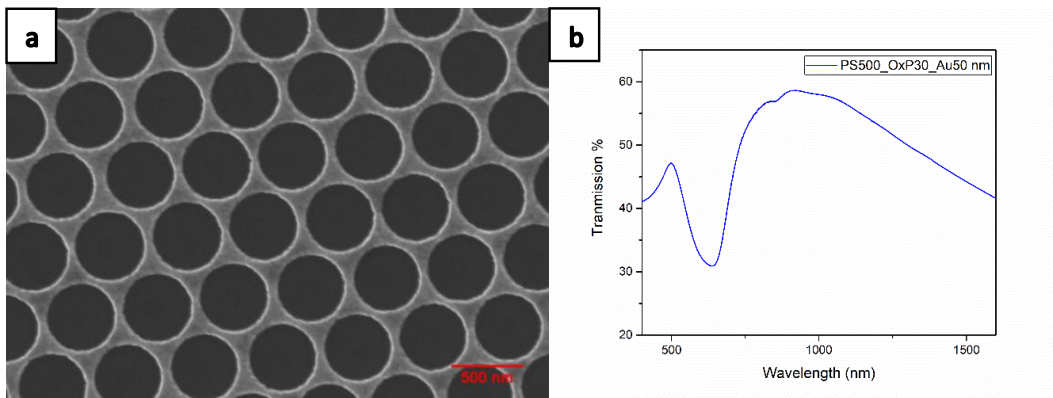 a
500 nm
b
PS500_OxP30_Au50 nm
60
50
40
30
20
Tranmission %
500
1000
1500
Wavelength (nm)